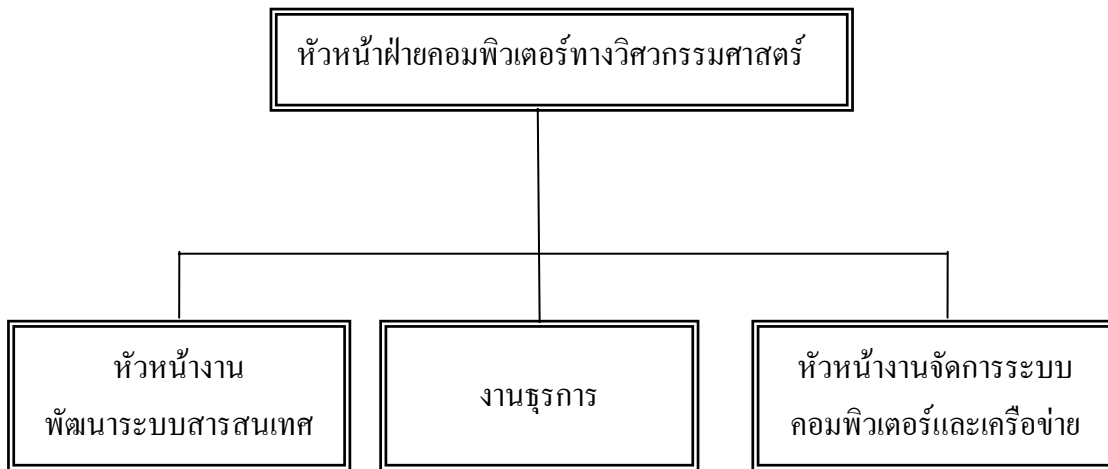 หัวหน้าฝ่ายคอมพิวเตอร์ทางวิศวกรรมศาสตร์
หัวหน้างาน
พัฒนาระบบสารสนเทศ
งานธุรการ
หัวหน้างานจัดการระบบ
คอมพิวเตอร์และเครือข่าย